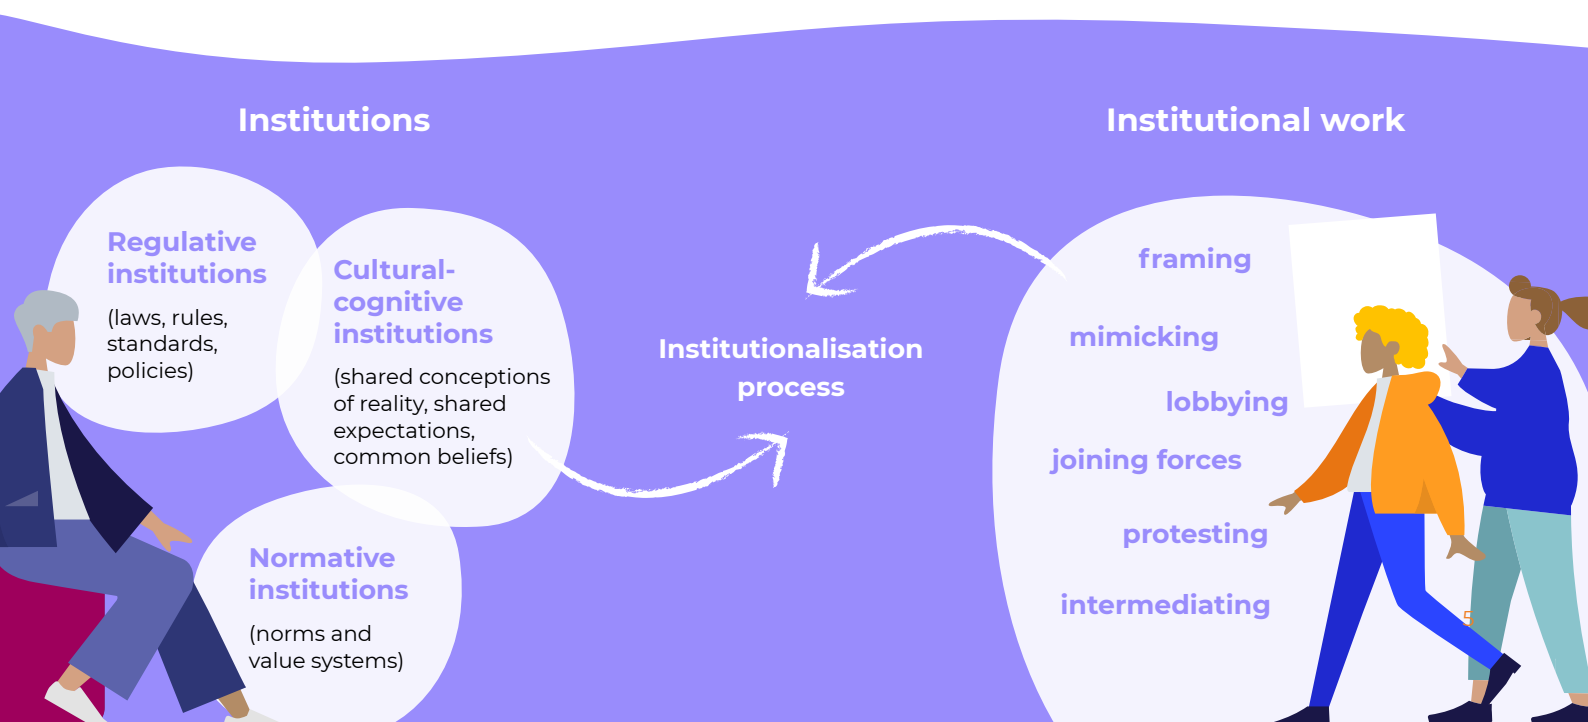 Institutions
Institutional work
Regulative
institutions
(laws, rules,
standards,
policies)
Cultural-
cognitive
institutions
(shared conceptions
of reality, shared
expectations,
common beliefs)
Normative
institutions
(norms and
value systems)
Institutionalisation
process
framing
mimicking
lobbying
joining forces
protesting
intermediating
5